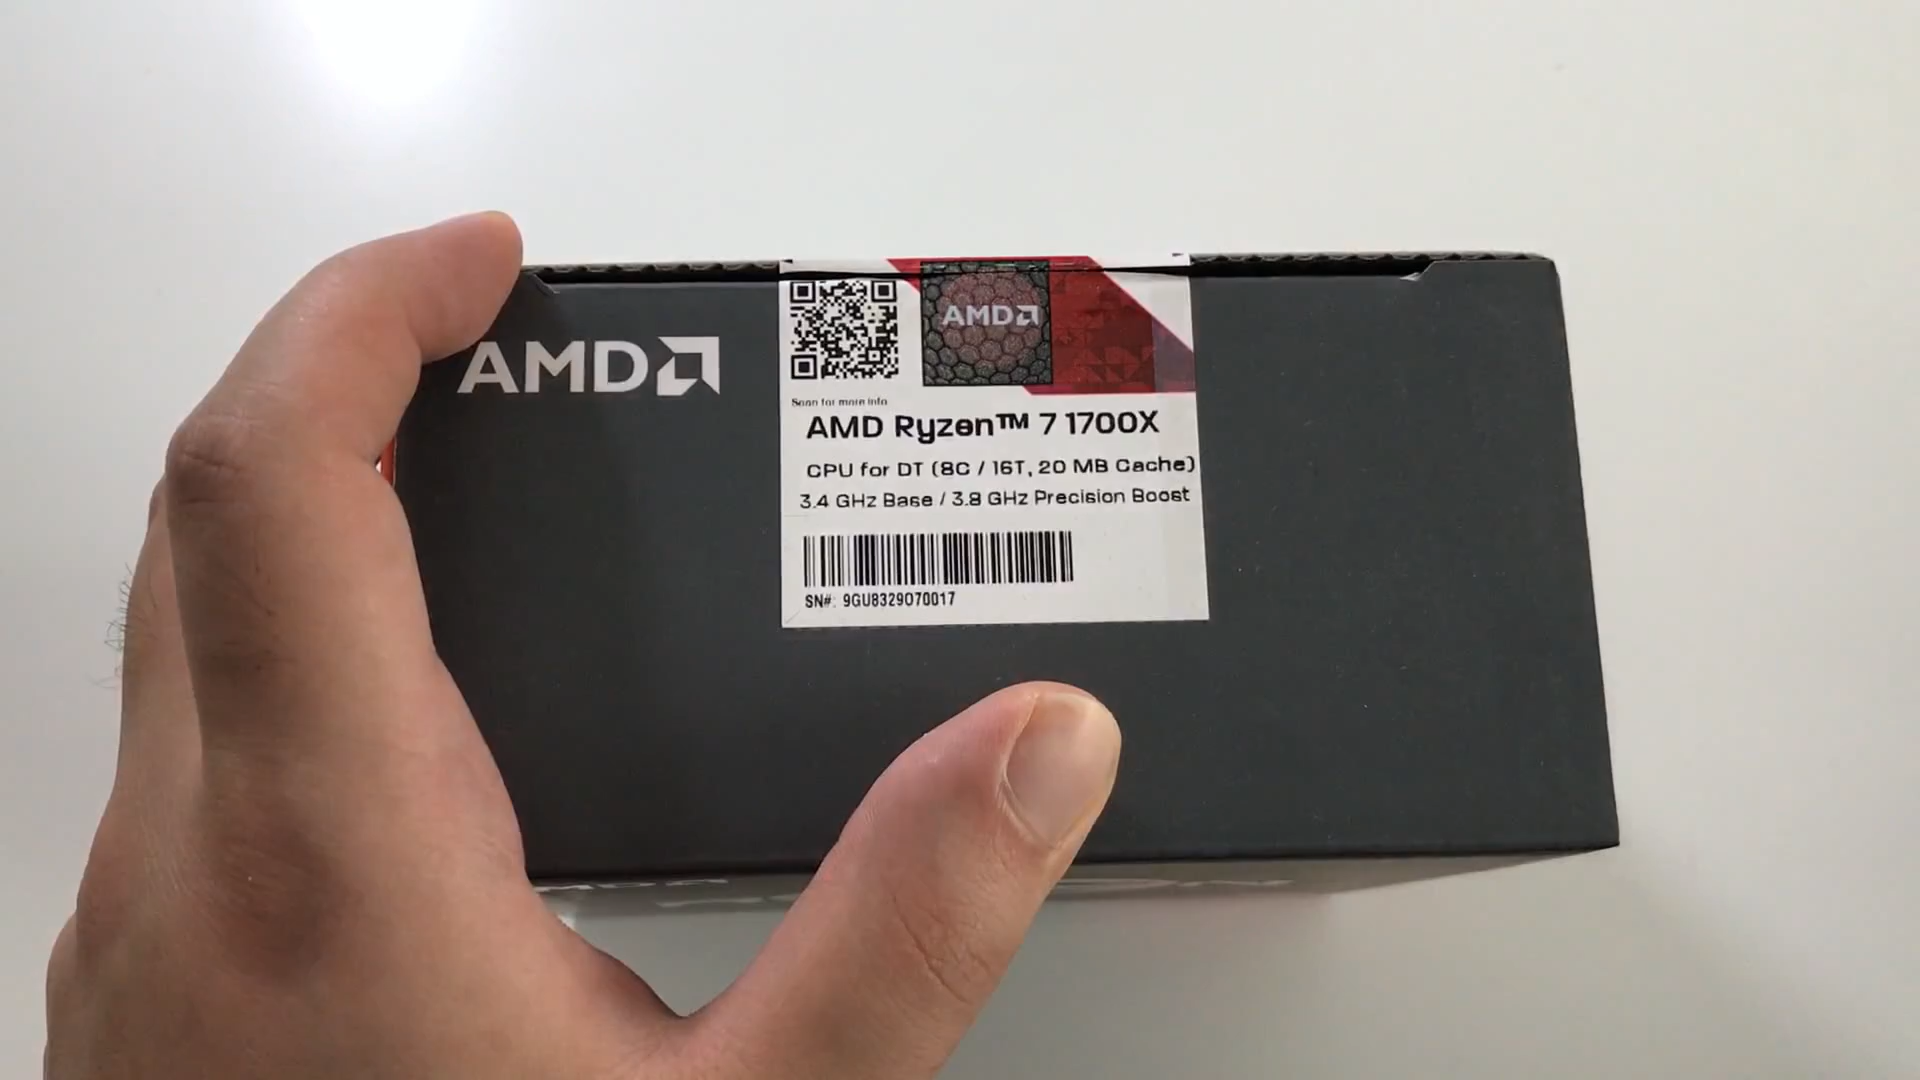 AMD
AMD
Scan for more info
AMD Ryzen™ 7 1700X
CPU for DT (8C / 16T, 20 MB Cache)
3.4 GHz Base / 3.8 GHz Precision Boost
SN#: 9GU8329O70017